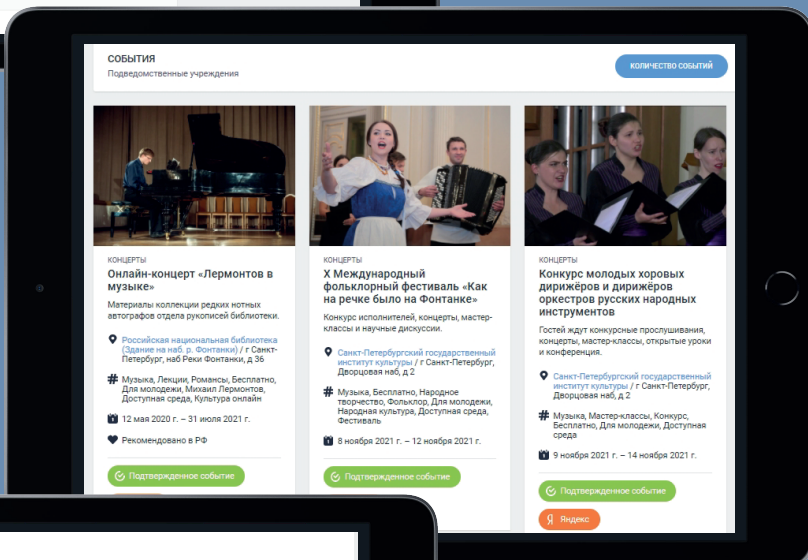 СОБЫТИЯ
Подведомственные учреждения
КОЛИЧЕСТВО СОБЫТИЙ
КОНЦЕРТЫ
Онлайн-концерт «Лермонтов в
музыке»
Материалы коллекции редких нотных
автографов отдела рукописей библиотеки.
Российская национальная библиотека
(Здание на наб. р. Фонтанки) / г Санкт-
Петербург, наб Реки Фонтанки, д 36
# Музыка, Лекции, Романсы, Бесплатно,
Для молодежи, Михаил Лермонтов,
Доступная среда, Культура онлайн
12 мая 2020 г. – 31 июля 2021 г.
Рекомендовано в РФ
Подтвержденное событие
КОНЦЕРТЫ
X Международный
фольклорный фестиваль «Как
на речке было на Фонтанке»
Конкурс исполнителей, концерты, мастер-
классы и научные дискуссии.
Санкт-Петербургский государственный
институт культуры / г Санкт-Петербург,
Дворцовая наб, д 2
# Музыка, Бесплатно, Народное
творчество, Фольклор, Для молодежи,
Народная культура, Доступная среда,
Фестиваль
8 ноября 2021 г. – 12 ноября 2021 г.
Подтвержденное событие
КОНЦЕРТЫ
Конкурс молодых хоровых
дирижёров и дирижёров
оркестров русских народных
инструментов
Гостей ждут конкурсные прослушивания,
концерты, мастер-классы, открытые уроки
и конференция.
Санкт-Петербургский государственный
институт культуры / г Санкт-Петербург,
Дворцовая наб, д 2
# Музыка, Мастер-классы, Конкурс,
Бесплатно, Для молодежи, Доступная
среда
9 ноября 2021 г. – 14 ноября 2021 г.
Подтвержденное событие
Я Яндекс